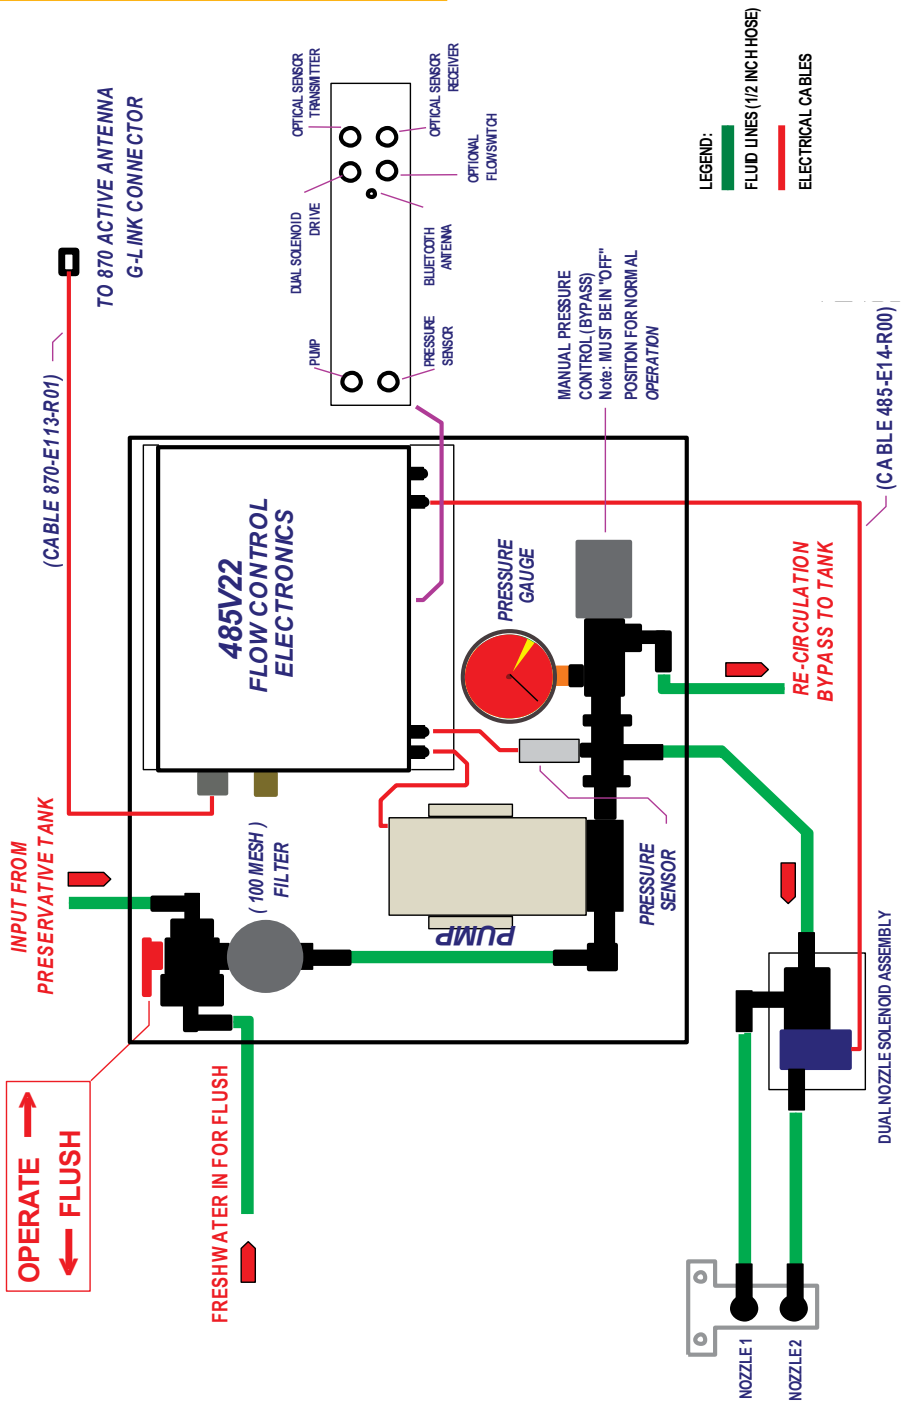 OPERATE
FLUSH
INPUT FROM
PRESERVATIVE TANK
FRESHWATER IN FOR FLUSH
(CABLE 870-E113-R01)
TO 870 ACTIVE ANTENNA
G-LINK CONNECTOR
485V22
FLOW CONTROL
ELECTRONICS
( 100 MESH )
FILTER
PUMP
PRESSURE
GAUGE
PRESSURE
SENSOR
OPTICAL SENSOR
TRANSMITTER
DUAL SOLENOID
DRIVE
PUMP
OPTICAL SENSOR
RECEIVER
OPTIONAL
FLOWSWITCH
BLUETOOTH
ANTENNA
PRESSURE
SENSOR
MANUAL PRESSURE
CONTROL (BYPASS)
Note: MUST BE IN "OFF"
POSITION FOR NORMAL
OPERATION
RE-CIRCULATION
BYPASS TO TANK
(CABLE 485-E14-R00)
DUAL NOZZLE SOLENOID ASSEMBLY
NOZZLE 1
NOZZLE 2
LEGEND:
FLUID LINES (1/2 INCH HOSE)
ELECTRICAL CABLES